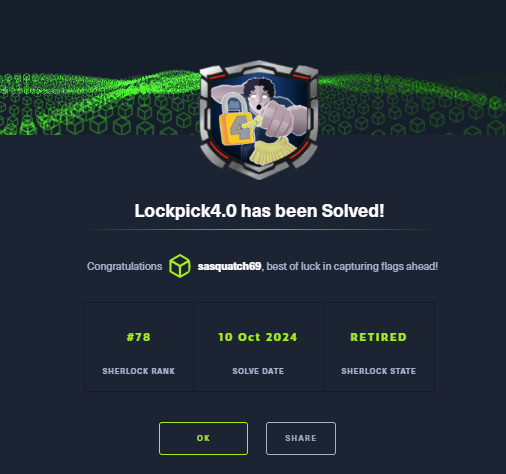 4
Lockpick4.0 has been Solved!
Congratulations sasquatch69, best of luck in capturing flags ahead!
#78 10 Oct 2024 RETIRED
SHERLOCK RANK SOLVE DATE SHERLOCK STATE
OK SHARE